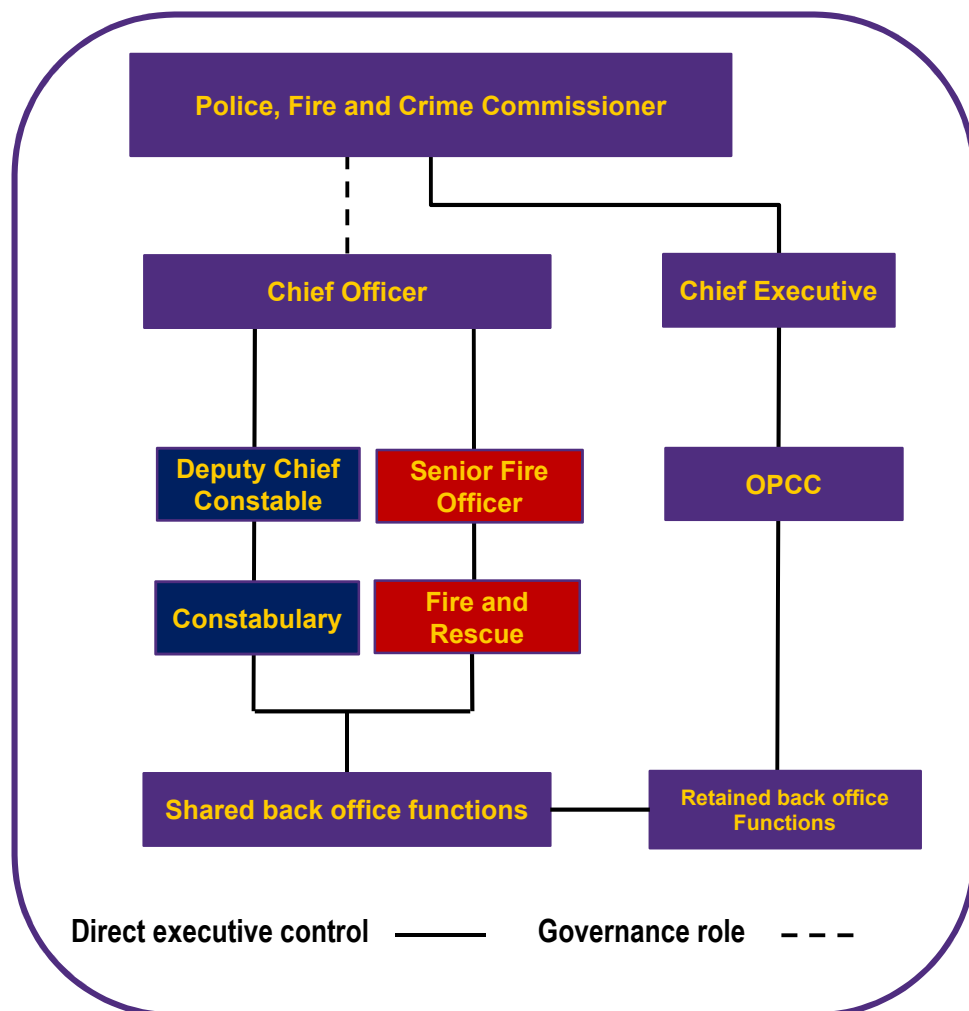 Police, Fire and Crime Commissioner
Chief Officer
Chief Executive
Deputy Chief
Constable
Senior Fire
Officer
OPCC
Constabulary
Fire and
Rescue
Shared back office functions
Retained back office
Functions
Direct executive control
Governance role